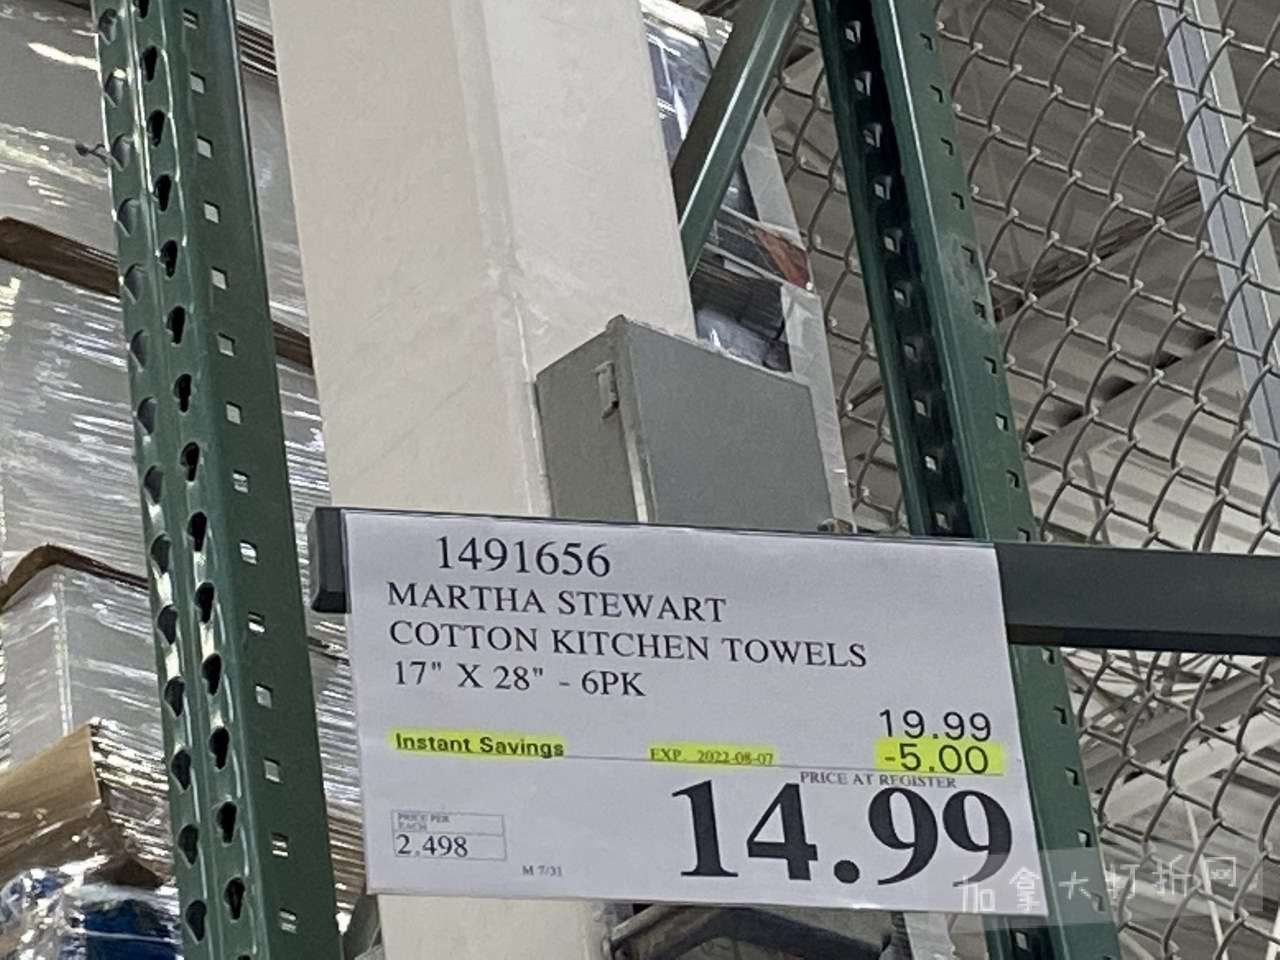 1491656
MARTHA STEWART
COTTON KITCHEN TOWELS
17" X 28" - 6PK
19.99
Instant Savings EXP. 2022-08-07 -5.00
PRICE AT REGISTER
14.99
PRICE PER
EACH
2.498
M 7/31
加拿大打折网